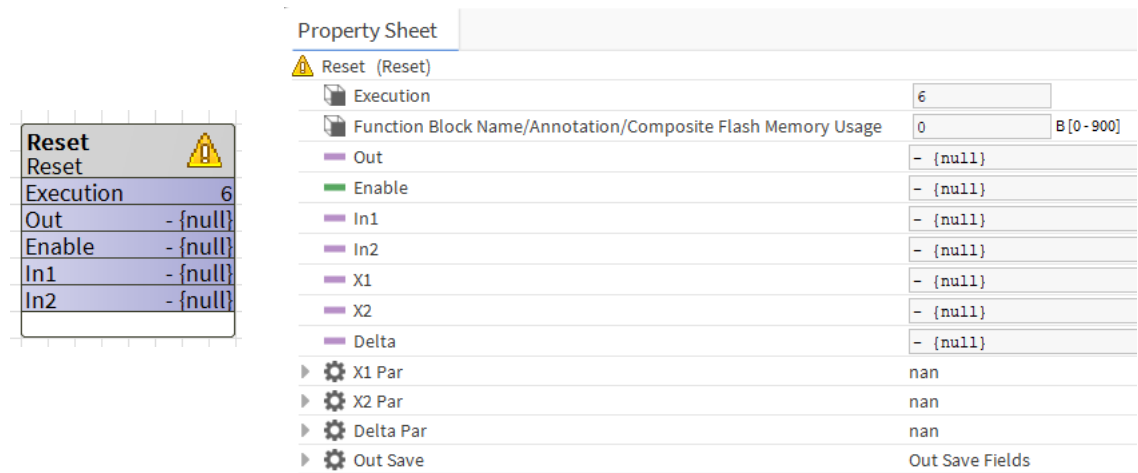 Reset
Reset
Execution 6
Out - {null}
Enable - {null}
In1 - {null}
In2 - {null}
Property Sheet
Reset (Reset)
Execution 6
Function Block Name/Annotation/Composite Flash Memory Usage 0 B [0 - 900]
Out - {null}
Enable - {null}
In1 - {null}
In2 - {null}
X1 - {null}
X2 - {null}
Delta - {null}
X1 Par nan
X2 Par nan
Delta Par nan
Out Save Out Save Fields